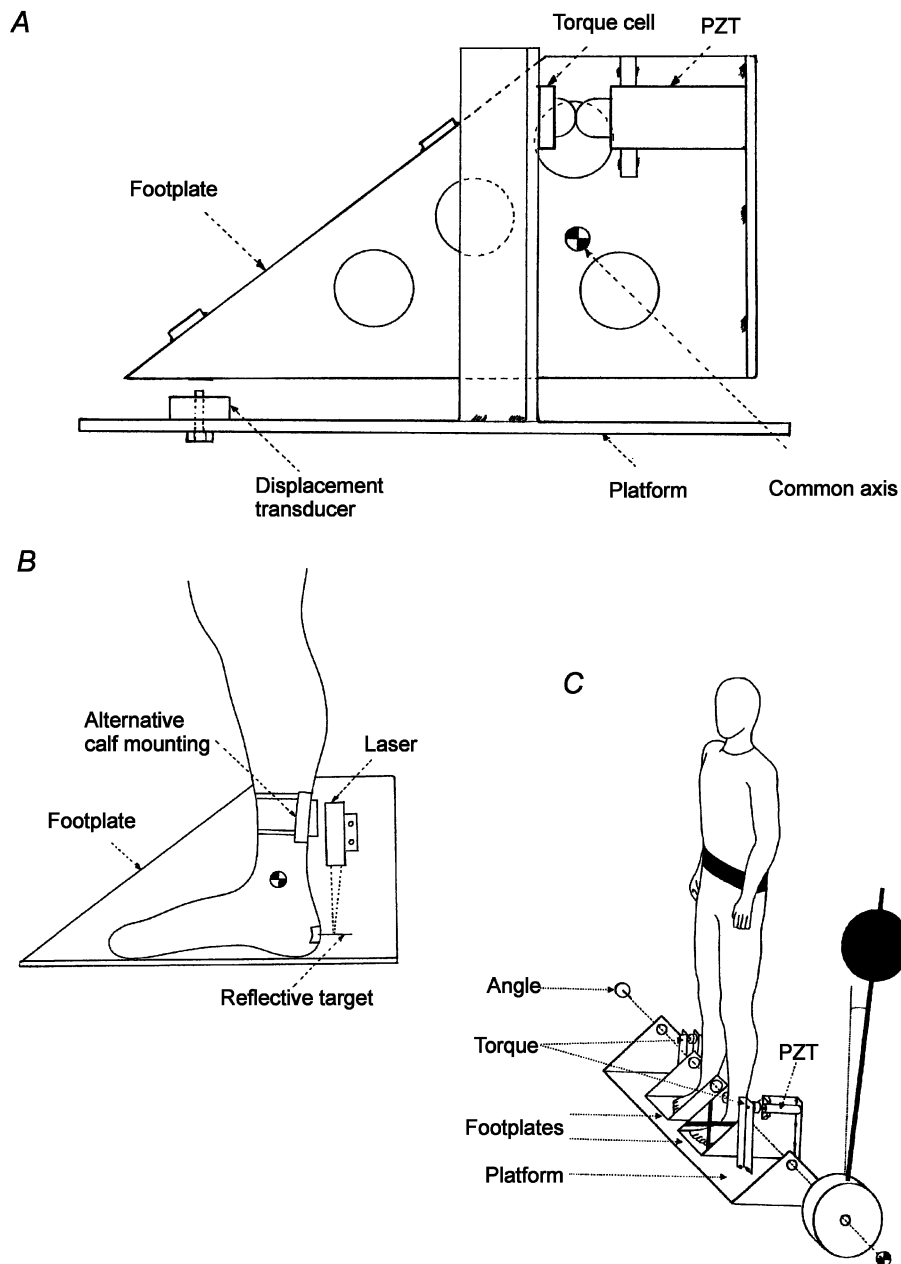 A
Torque cell
PZT
Footplate
Displacement
transducer
Platform
Common axis
B
Alternative
calf mounting
Laser
Footplate
Reflective target
C
Angle
Torque
PZT
Footplates
Platform